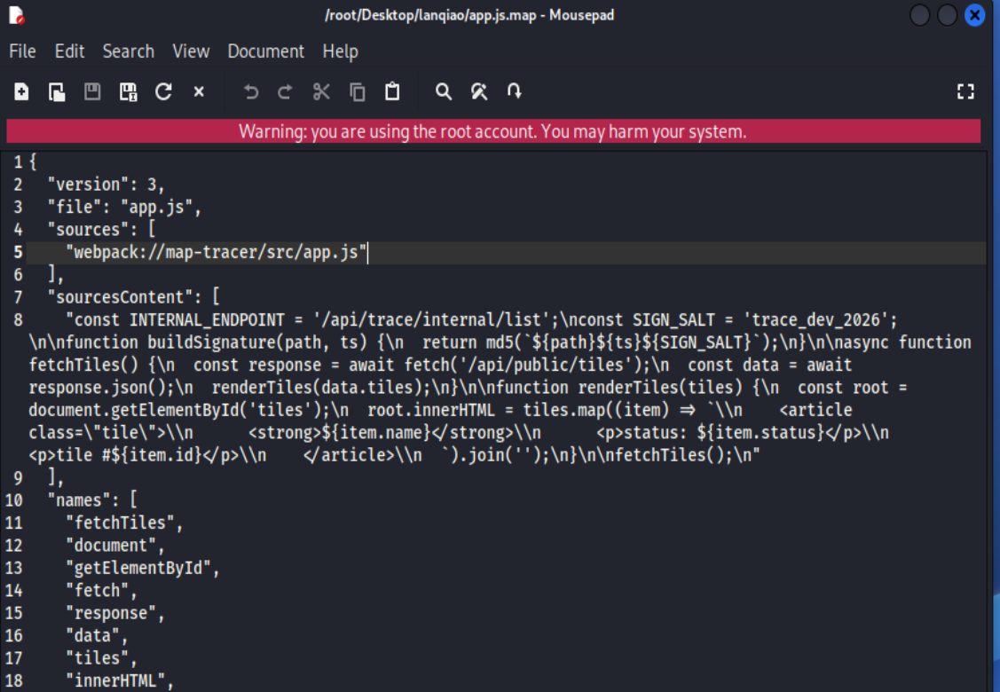 /root/Desktop/lanqiao/app.js.map - Mousepad
File Edit Search View Document Help
Warning: you are using the root account. You may harm your system.
1 {
2   "version": 3,
3   "file": "app.js",
4   "sources": [
5     "webpack://map-tracer/src/app.js"
6   ],
7   "sourcesContent": [
8     "const INTERNAL_ENDPOINT = '/api/trace/internal/list';\nconst SIGN_SALT = 'trace_dev_2026';
\n\nfunction buildSignature(path, ts) {\n  return md5(`${path}${ts}${SIGN_SALT}`);\n}\n\nasync function
fetchTiles() {\n  const response = await fetch('/api/public/tiles');\n  const data = await
response.json();\n  renderTiles(data.tiles);\n}\n\nfunction renderTiles(tiles) {\n  const root =
document.getElementById('tiles');\n  root.innerHTML = tiles.map((item) => `\\n    <article
class=\"tile\">\\n      <strong>${item.name}</strong>\\n      <p>status: ${item.status}</p>\\n
<p>tile #${item.id}</p>\\n    </article>\\n  `).join('');\n}\n\nfetchTiles();\n"
9   ],
10   "names": [
11     "fetchTiles",
12     "document",
13     "getElementById",
14     "fetch",
15     "response",
16     "data",
17     "tiles",
18     "innerHTML",